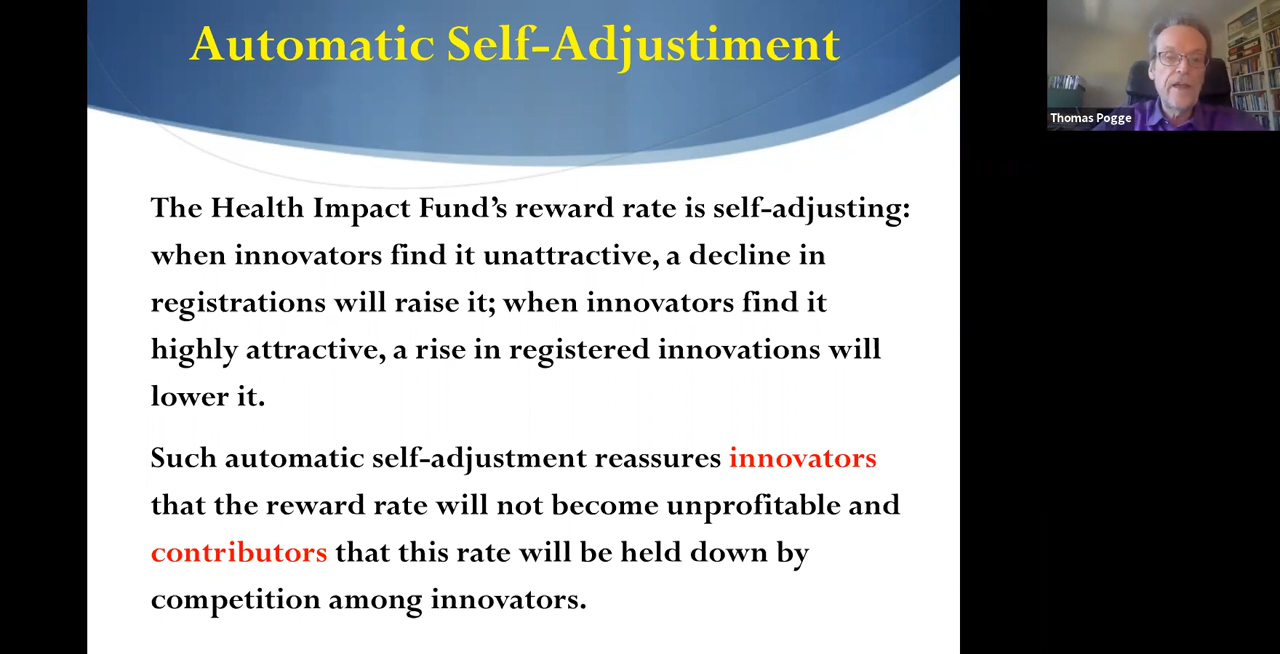 Automatic Self-Adjustiment
Thomas Pogge
The Health Impact Fund’s reward rate is self-adjusting:
when innovators find it unattractive, a decline in
registrations will raise it; when innovators find it
highly attractive, a rise in registered innovations will
lower it.
Such automatic self-adjustment reassures innovators
that the reward rate will not become unprofitable and
contributors that this rate will be held down by
competition among innovators.